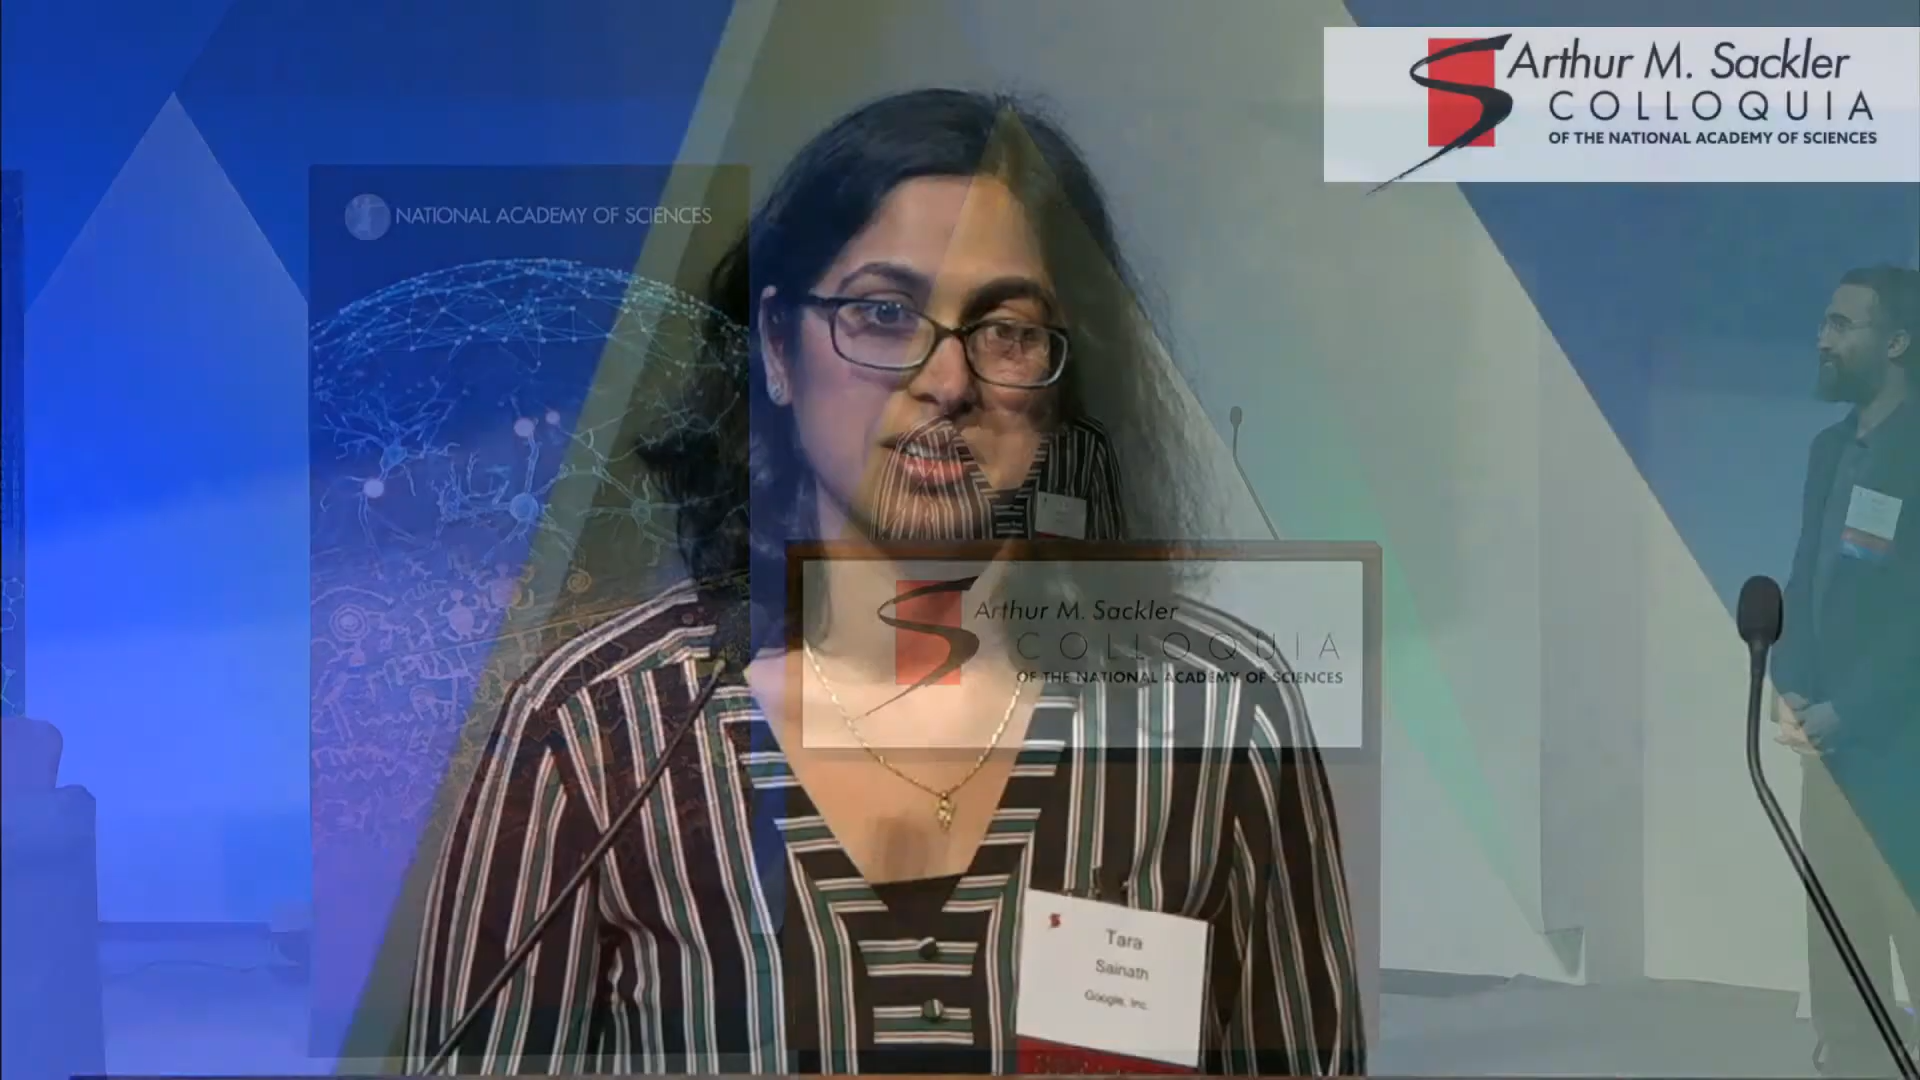 Arthur M. Sackler
COLLOQUIA
OF THE NATIONAL ACADEMY OF SCIENCES
NATIONAL ACADEMY OF SCIENCES
Arthur M. Sackler
COLLOQUIA
OF THE NATIONAL ACADEMY OF SCIENCES
Tara
Sainath
Google, Inc.